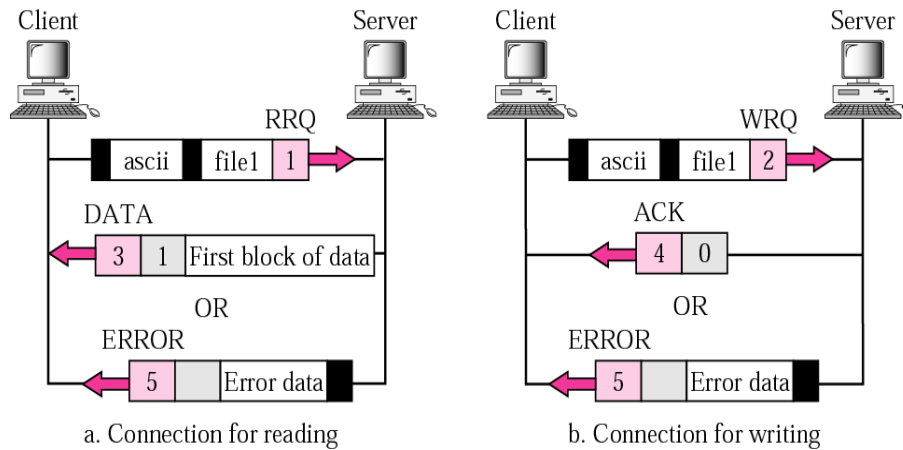 Client
Server
RRQ
ascii file1 1
DATA
3 1 First block of data
OR
ERROR
5 Error data
a. Connection for reading
Client
Server
WRQ
ascii file1 2
ACK
4 0
OR
ERROR
5 Error data
b. Connection for writing